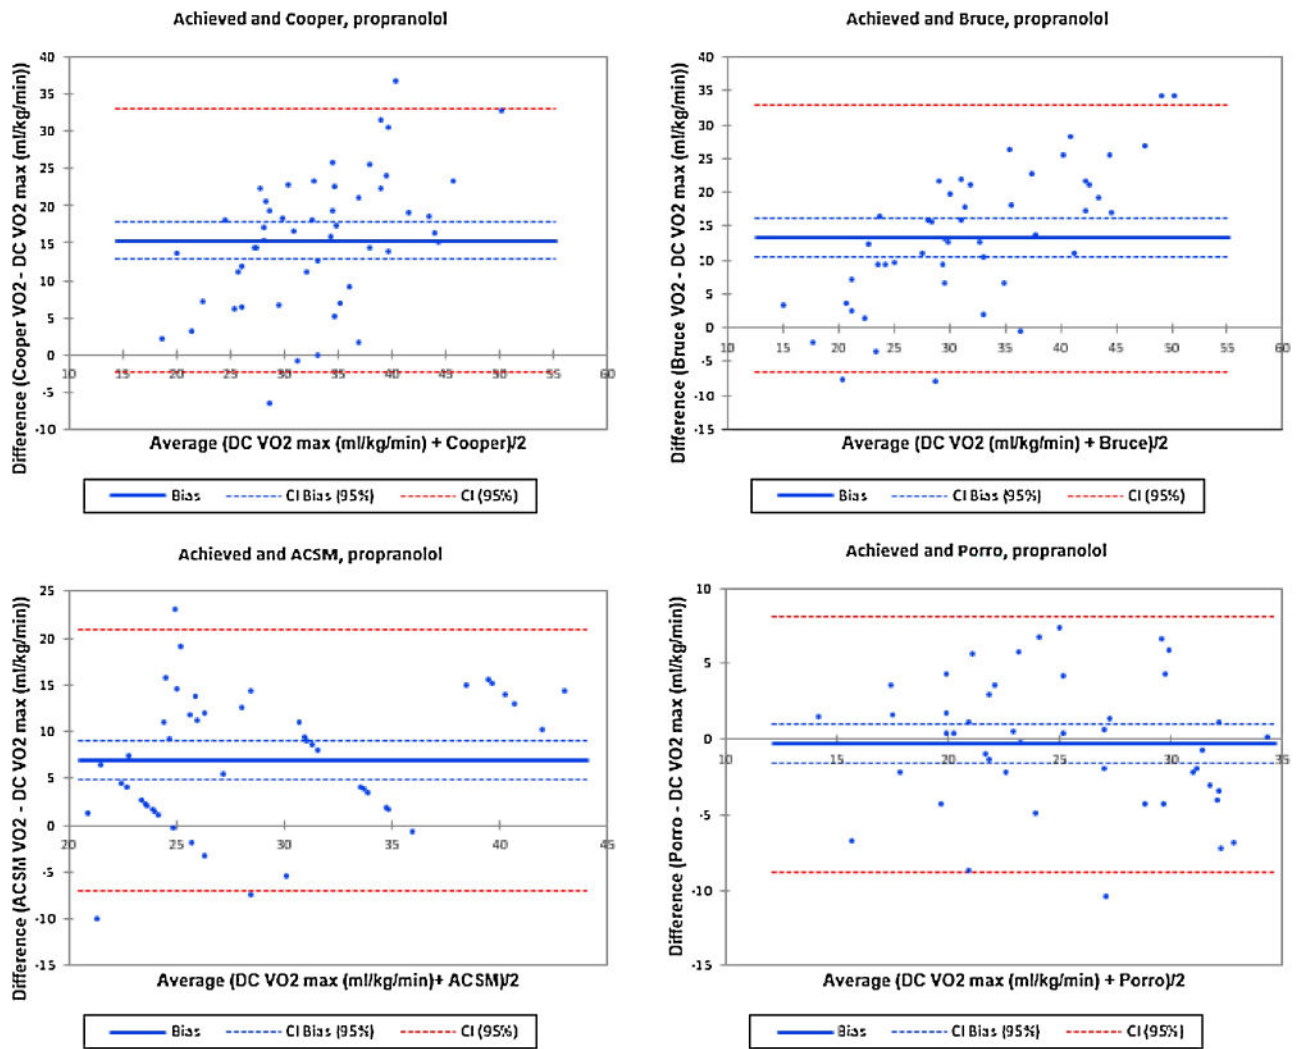 Achieved and Cooper, propranolol
Difference (Cooper VO2 - DC VO2 max (ml/kg/min))
40
35
30
25
20
15
10
5
0
-5
-10
10 15 20 25 30 35 40 45 50 55 60
Average (DC VO2 max (ml/kg/min) + Cooper)/2
Bias CI Bias (95%) CI (95%)
Achieved and Bruce, propranolol
Difference (Bruce VO2 - DC VO2 max (ml/kg/min))
40
35
30
25
20
15
10
5
0
-5
-10
-15
10 15 20 25 30 35 40 45 50 55 60
Average (DC VO2 (ml/kg/min) + Bruce)/2
Bias CI Bias (95%) CI (95%)
Achieved and ACSM, propranolol
Difference (ACSM VO2 - DC VO2 max (ml/kg/min))
25
20
15
10
5
0
-5
-10
-15
20 25 30 35 40 45
Average (DC VO2 max (ml/kg/min)+ ACSM)/2
Bias CI Bias (95%) CI (95%)
Achieved and Porro, propranolol
Difference (Porro - DC VO2 max (ml/kg/min))
10
5
0
-5
-10
-15
10 15 20 25 30 35
Average (DC VO2 max (ml/kg/min) + Porro)/2
Bias CI Bias (95%) CI (95%)